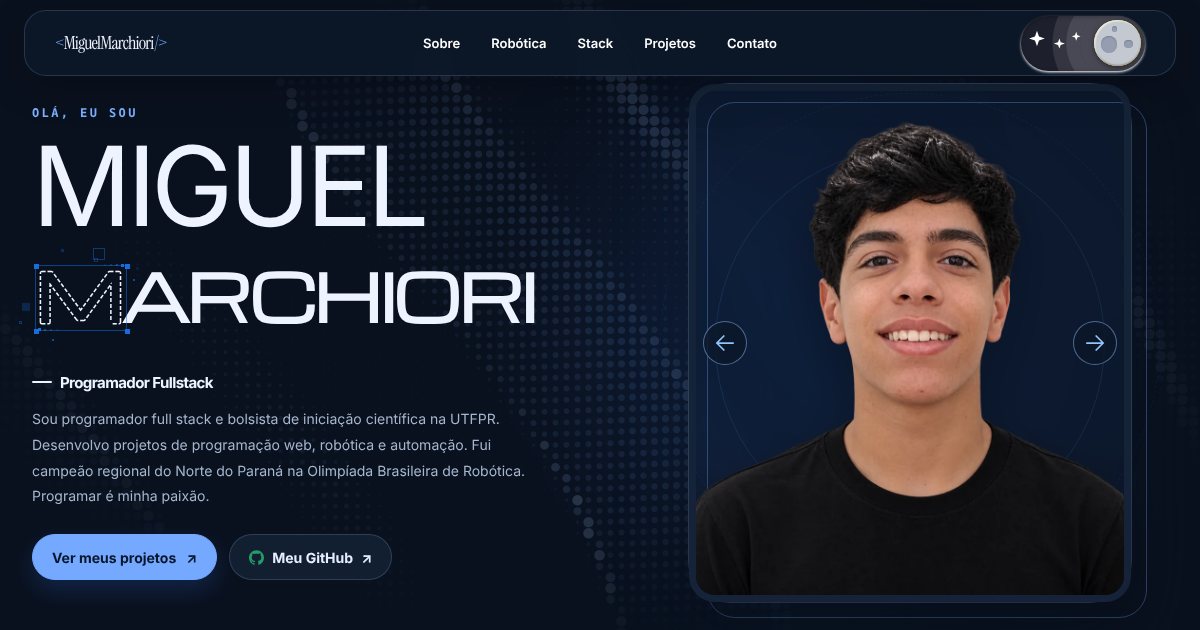 <MiguelMarchiori/>
Sobre Robótica Stack Projetos Contato
OLÁ, EU SOU
MIGUEL
MARCHIORI
Programador Fullstack
Sou programador full stack e bolsista de iniciação científica na UTFPR.
Desenvolvo projetos de programação web, robótica e automação. Fui
campeão regional do Norte do Paraná na Olimpíada Brasileira de Robótica.
Programar é minha paixão.
Ver meus projetos
Meu GitHub